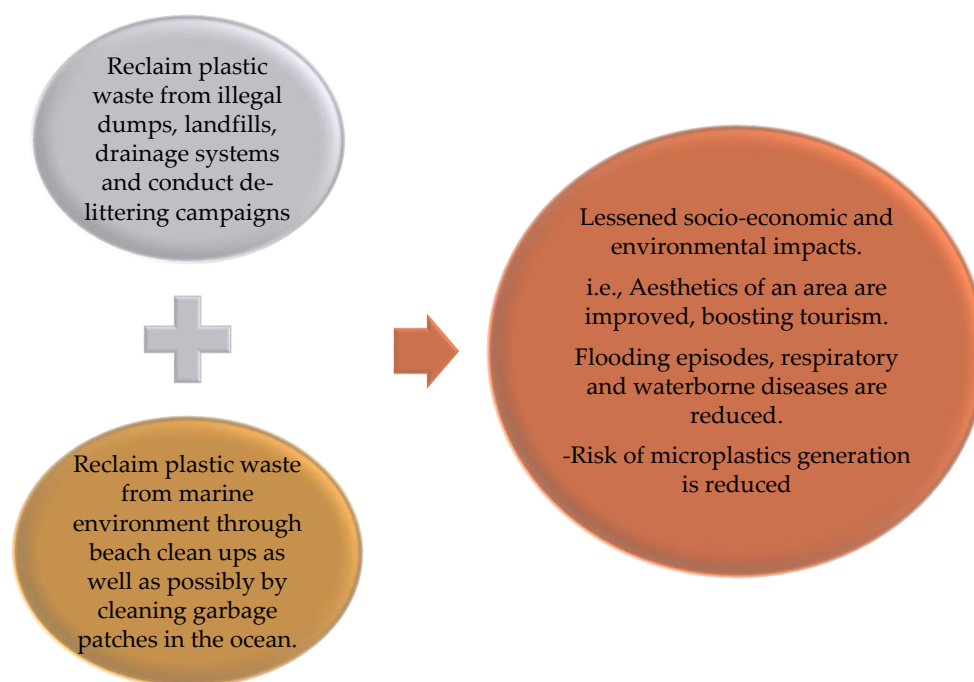 Reclaim plastic
waste from illegal
dumps, landfills,
drainage systems
and conduct de-
littering campaigns
Reclaim plastic waste
from marine
environment through
beach clean ups as
well as possibly by
cleaning garbage
patches in the ocean.
Lessened socio-economic and
environmental impacts.
i.e., Aesthetics of an area are
improved, boosting tourism.
Flooding episodes, respiratory
and waterborne diseases are
reduced.
-Risk of microplastics generation
is reduced